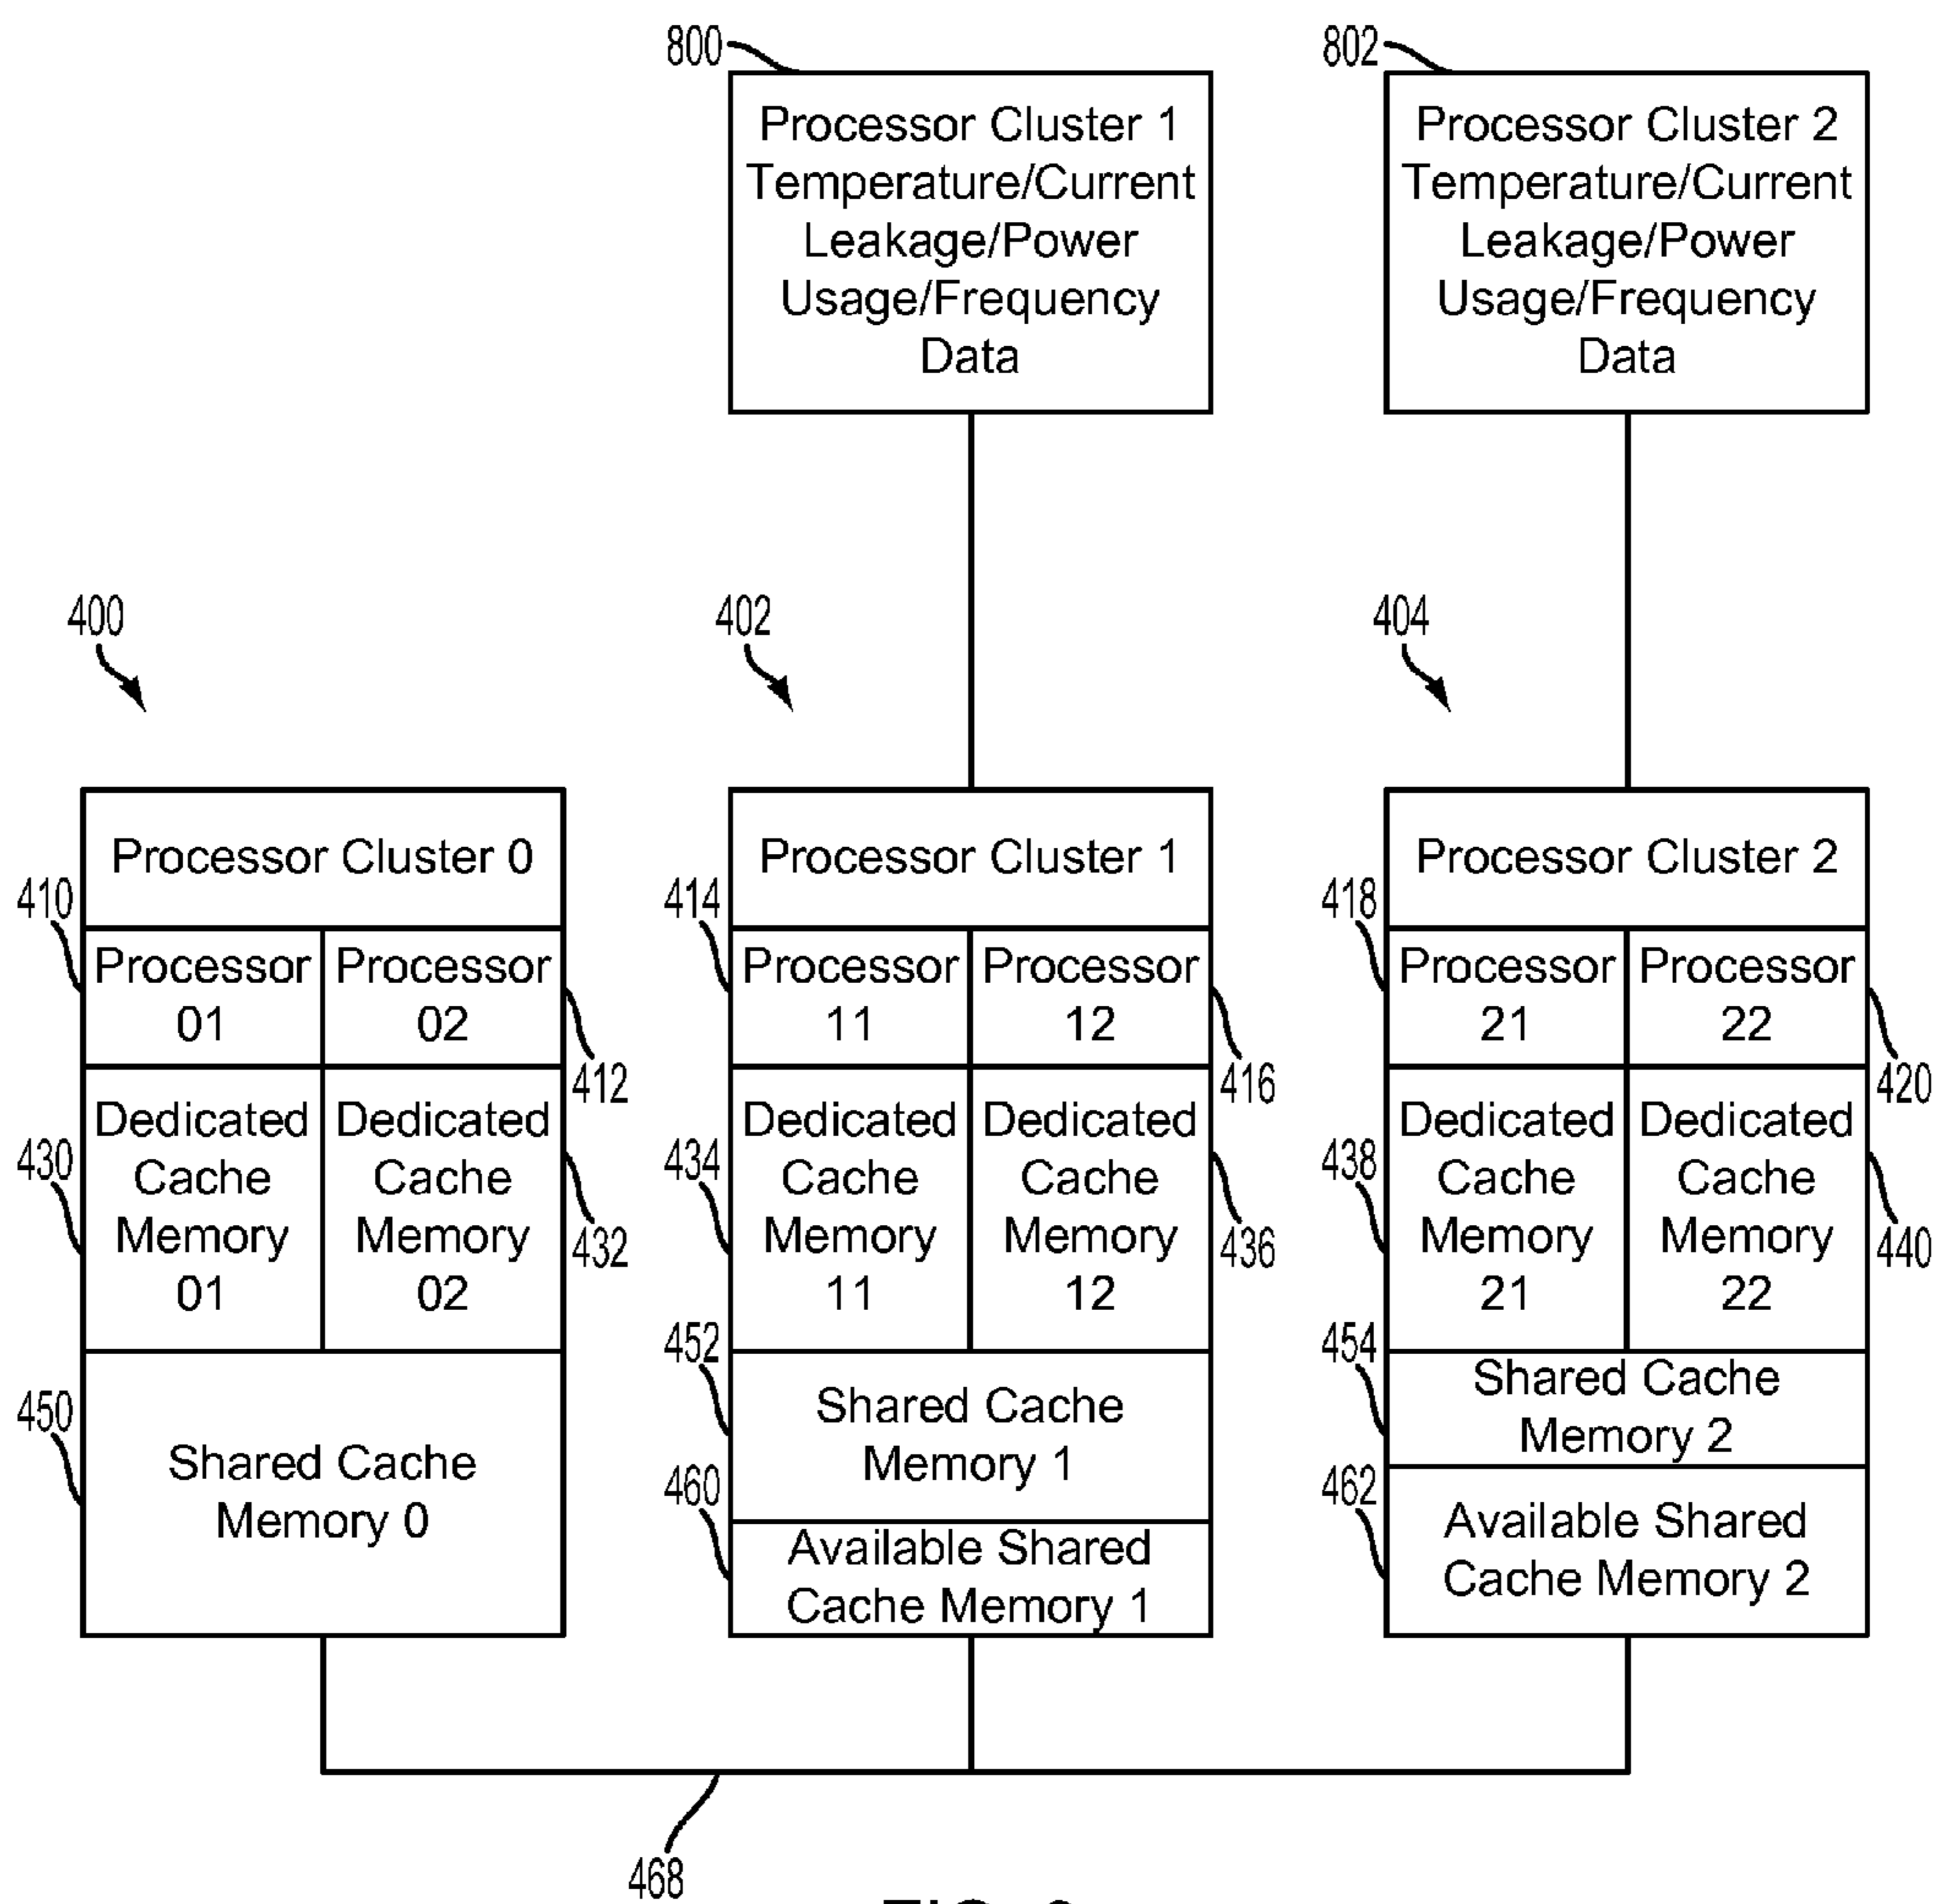 800
Processor Cluster 1
Temperature/Current
Leakage/Power
Usage/Frequency
Data
802
Processor Cluster 2
Temperature/Current
Leakage/Power
Usage/Frequency
Data
400
402
404
Processor Cluster 0
410
Processor
01
Processor
02
412
430
Dedicated
Cache
Memory
01
Dedicated
Cache
Memory
02
432
450
Shared Cache
Memory 0
Processor Cluster 1
414
Processor
11
Processor
12
416
434
Dedicated
Cache
Memory
11
Dedicated
Cache
Memory
12
436
452
Shared Cache
Memory 1
460
Available Shared
Cache Memory 1
Processor Cluster 2
418
Processor
21
Processor
22
420
438
Dedicated
Cache
Memory
21
Dedicated
Cache
Memory
22
440
454
Shared Cache
Memory 2
462
Available Shared
Cache Memory 2
468